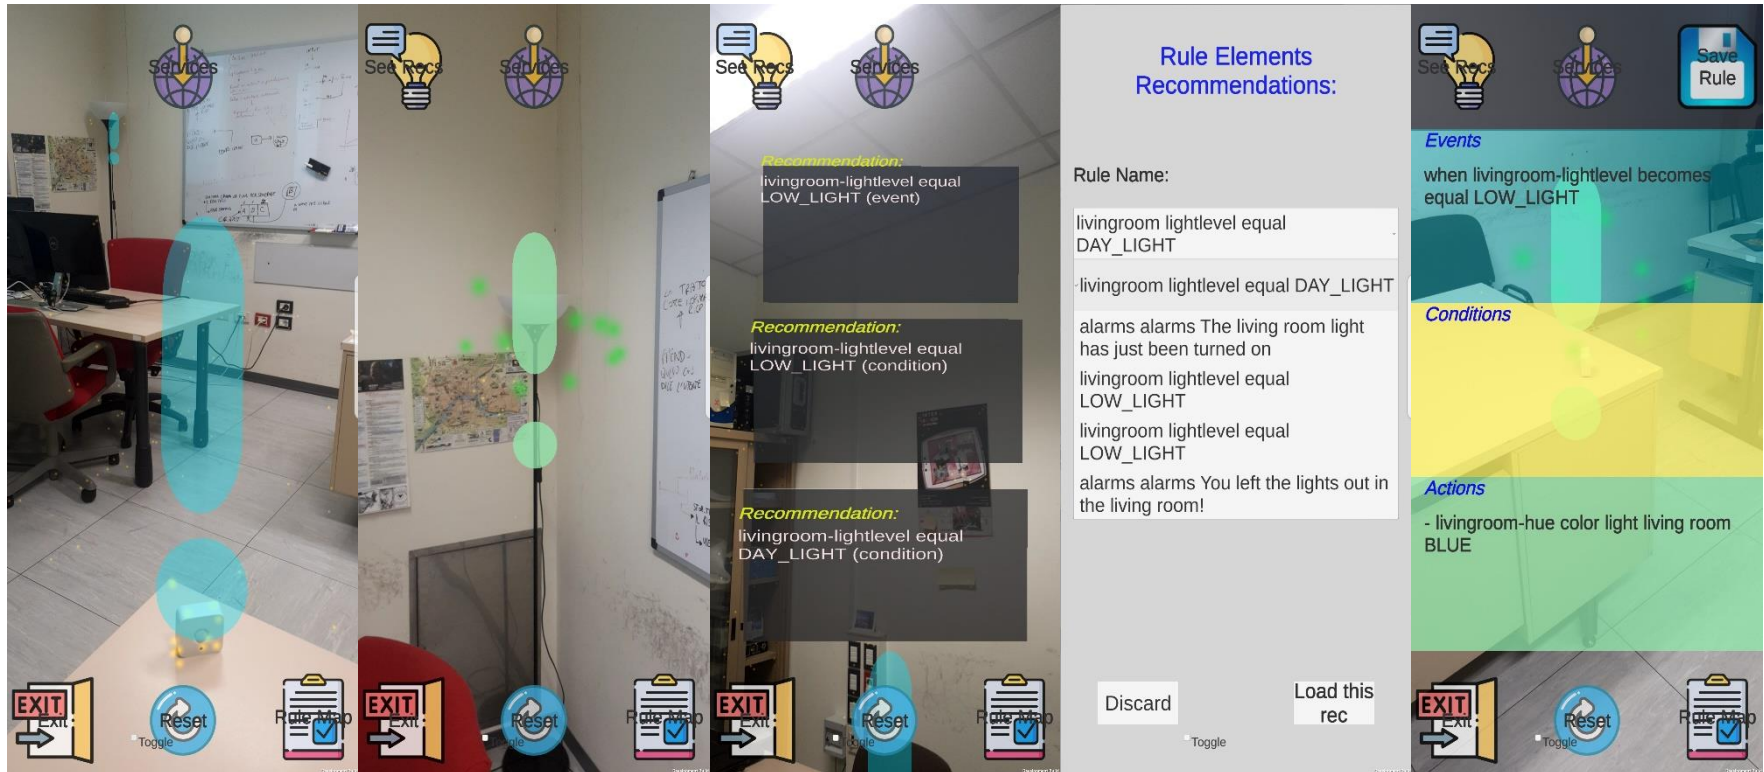 Services
Exit
Reset
Rule Map
Toggle
See Recs
Services
Exit
Reset
Rule Map
Toggle
See Recs
Services
Recommendation:
livingroom-lightlevel equal
LOW_LIGHT (event)
Recommendation:
livingroom-lightlevel equal
LOW_LIGHT (condition)
Recommendation:
livingroom-lightlevel equal
DAY_LIGHT (condition)
EXIT
Exit
Reset
Rule Map
Toggle
Rule Elements
Recommendations:
Rule Name:
livingroom lightlevel equal
DAY_LIGHT
livingroom lightlevel equal DAY_LIGHT
alarms alarms The living room light
has just been turned on
livingroom lightlevel equal
LOW_LIGHT
livingroom lightlevel equal
LOW_LIGHT
alarms alarms You left the lights out in
the living room!
Discard
Load this
rec
Toggle
See Recs
Services
Save
Rule
Events
when livingroom-lightlevel becomes
equal LOW_LIGHT
Conditions
Actions
- livingroom-hue color light living room
BLUE
EXIT
Exit
Reset
Rule Map
Toggle